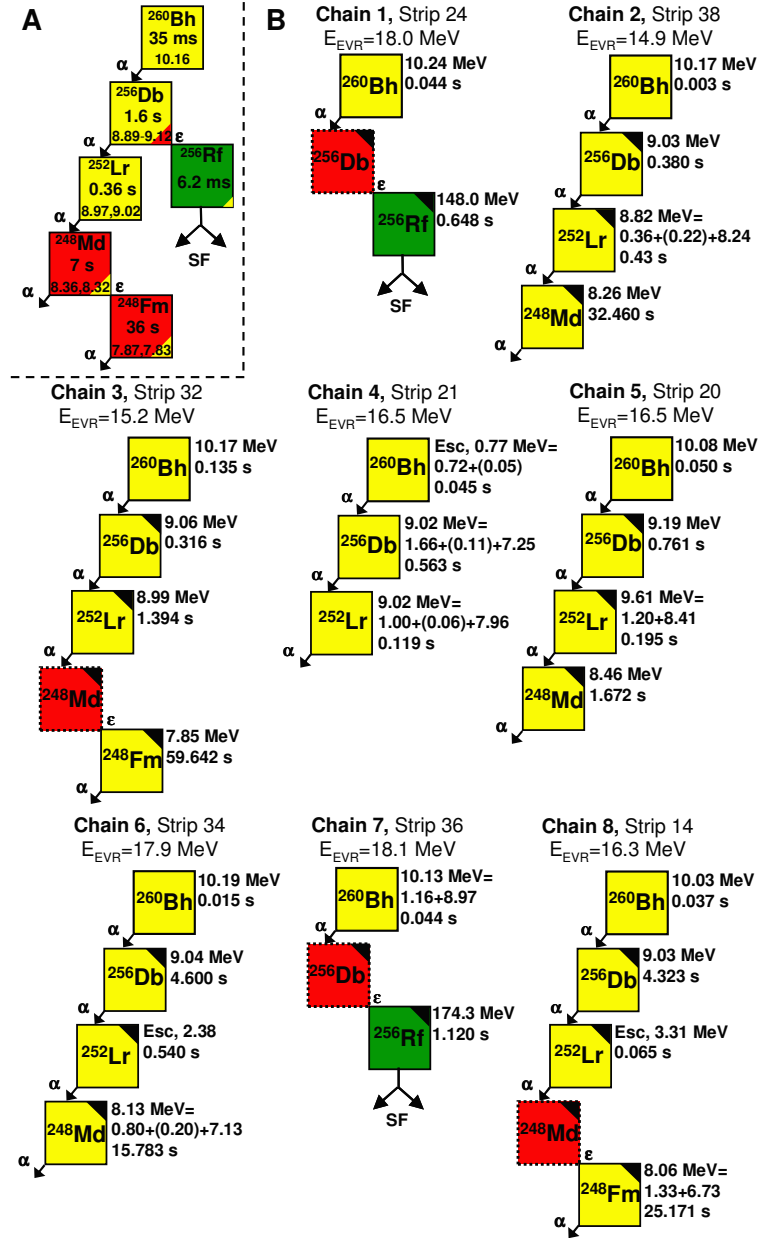 A
²⁶⁰Bh
35 ms
10.16
α
²⁵⁶Db
1.6 s
8.89-9.12
α
ε
²⁵⁶Rf
6.2 ms
SF
²⁵²Lr
0.36 s
8.97,9.02
α
²⁴⁸Md
7 s
8.36,8.32
α
ε
²⁴⁸Fm
36 s
7.87,7.83
α
B
Chain 1, Strip 24
E_EVR=18.0 MeV
²⁶⁰Bh
10.24 MeV
0.044 s
α
²⁵⁶Db
ε
²⁵⁶Rf
148.0 MeV
0.648 s
SF
Chain 2, Strip 38
E_EVR=14.9 MeV
²⁶⁰Bh
10.17 MeV
0.003 s
α
²⁵⁶Db
9.03 MeV
0.380 s
α
²⁵²Lr
8.82 MeV=
0.36+(0.22)+8.24
0.43 s
α
²⁴⁸Md
8.26 MeV
32.460 s
α
Chain 3, Strip 32
E_EVR=15.2 MeV
²⁶⁰Bh
10.17 MeV
0.135 s
α
²⁵⁶Db
9.06 MeV
0.316 s
α
²⁵²Lr
8.99 MeV
1.394 s
α
²⁴⁸Md
ε
²⁴⁸Fm
7.85 MeV
59.642 s
α
Chain 4, Strip 21
E_EVR=16.5 MeV
²⁶⁰Bh
Esc, 0.77 MeV=
0.72+(0.05)
0.045 s
α
²⁵⁶Db
9.02 MeV=
1.66+(0.11)+7.25
0.563 s
α
²⁵²Lr
9.02 MeV=
1.00+(0.06)+7.96
0.119 s
α
Chain 5, Strip 20
E_EVR=16.5 MeV
²⁶⁰Bh
10.08 MeV
0.050 s
α
²⁵⁶Db
9.19 MeV
0.761 s
α
²⁵²Lr
9.61 MeV=
1.20+8.41
0.195 s
α
²⁴⁸Md
8.46 MeV
1.672 s
α
Chain 6, Strip 34
E_EVR=17.9 MeV
²⁶⁰Bh
10.19 MeV
0.015 s
α
²⁵⁶Db
9.04 MeV
4.600 s
α
²⁵²Lr
Esc, 2.38
0.540 s
α
²⁴⁸Md
8.13 MeV=
0.80+(0.20)+7.13
15.783 s
α
Chain 7, Strip 36
E_EVR=18.1 MeV
²⁶⁰Bh
10.13 MeV=
1.16+8.97
0.044 s
α
²⁵⁶Db
ε
²⁵⁶Rf
174.3 MeV
1.120 s
SF
Chain 8, Strip 14
E_EVR=16.3 MeV
²⁶⁰Bh
10.03 MeV
0.037 s
α
²⁵⁶Db
9.03 MeV
4.323 s
α
²⁵²Lr
Esc, 3.31 MeV
0.065 s
α
²⁴⁸Md
ε
²⁴⁸Fm
8.06 MeV=
1.33+6.73
25.171 s
α